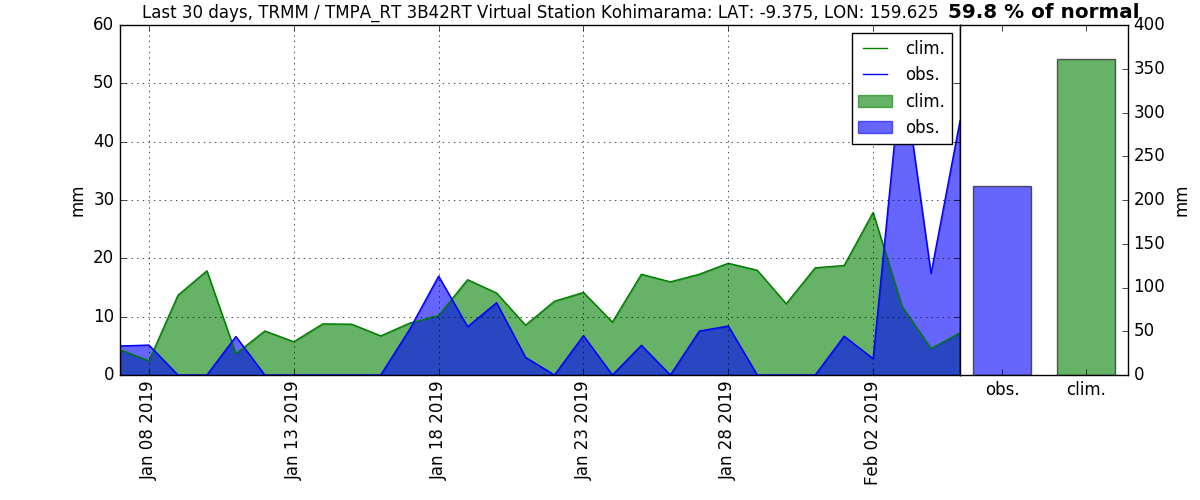 Last 30 days, TRMM / TMPA_RT 3B42RT Virtual Station Kohimarama: LAT: -9.375, LON: 159.625 59.8 % of normal
60
50
40
30
20
10
0
mm
clim.
obs.
clim.
obs.
Jan 08 2019
Jan 13 2019
Jan 18 2019
Jan 23 2019
Jan 28 2019
Feb 02 2019
400
350
300
250
200
150
100
50
0
mm
obs.
clim.